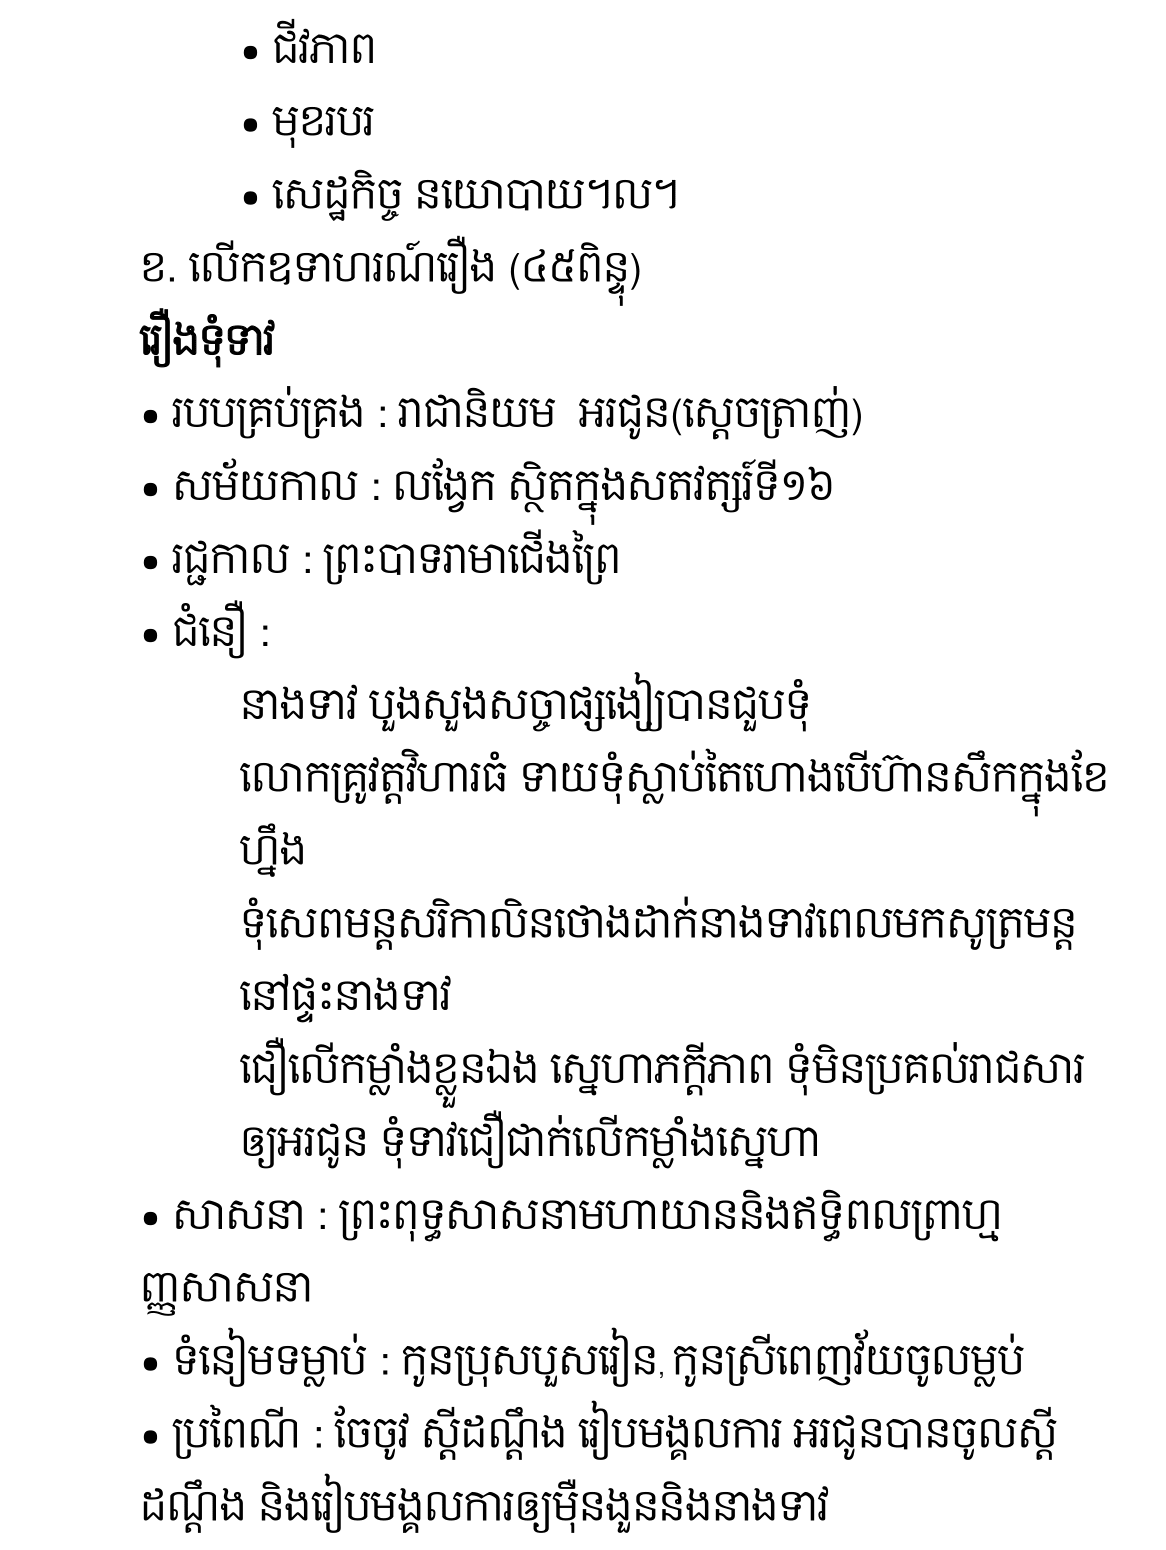 • ជីវភាព
• មុខរបរ
• សេដ្ឋកិច្ច នយោបាយ។ល។
ខ. លើកឧទាហរណ៍រឿង (៤៥ពិន្ទុ)
រឿងទុំទាវ
• របបគ្រប់គ្រង : រាជានិយម  អរជូន(ស្តេចត្រាញ់)
• សម័យកាល : លង្វែក ស្ថិតក្នុងសតវត្សរ៍ទី១៦
• រជ្ជកាល : ព្រះបាទរាមាជើងព្រៃ
• ជំនឿ :
នាងទាវ បួងសួងសច្ចាផ្សងៀ្យបានជួបទុំ
លោកគ្រូវត្តវិហារធំ ទាយទុំស្លាប់តៃហោងបើហ៊ានសឹកក្នុងខែ
ហ្នឹង
ទុំសេពមន្តសរិកាលិនថោងដាក់នាងទាវពេលមកសូត្រមន្ត
នៅផ្ទះនាងទាវ
ជឿលើកម្លាំងខ្លួនឯង ស្នេហាភក្តីភាព ទុំមិនប្រគល់រាជសារ
ឲ្យអរជូន ទុំទាវជឿជាក់លើកម្លាំងស្នេហា
• សាសនា : ព្រះពុទ្ធសាសនាមហាយាននិងឥទ្ធិពលព្រាហ្ម
ញ្ញសាសនា
• ទំនៀមទម្លាប់ : កូនប្រុសបួសរៀន, កូនស្រីពេញវ័យចូលម្លប់
• ប្រពៃណី : ចែចូវ ស្តីដណ្តឹង រៀបមង្គលការ អរជូនបានចូលស្តី
ដណ្តឹង និងរៀបមង្គលការឲ្យម៉ឺនងួននិងនាងទាវ